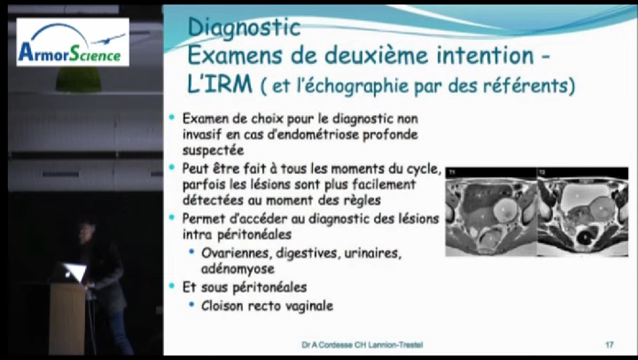 ArmorScience
Diagnostic
Examens de deuxième intention -
L'IRM ( et l'échographie par des référents)
Examen de choix pour le diagnostic non
invasif en cas d'endométriose profonde
suspectée
Peut être fait à tous les moments du cycle,
parfois les lésions sont plus facilement
détectées au moment des règles
Permet d'accéder au diagnostic des lésions
intra péritonéales
Ovariennes, digestives, urinaires,
adénomyose
Et sous péritonéales
Cloison recto vaginale
T1
T2
Dr A Cordesse CH Lannion-Trestel
17